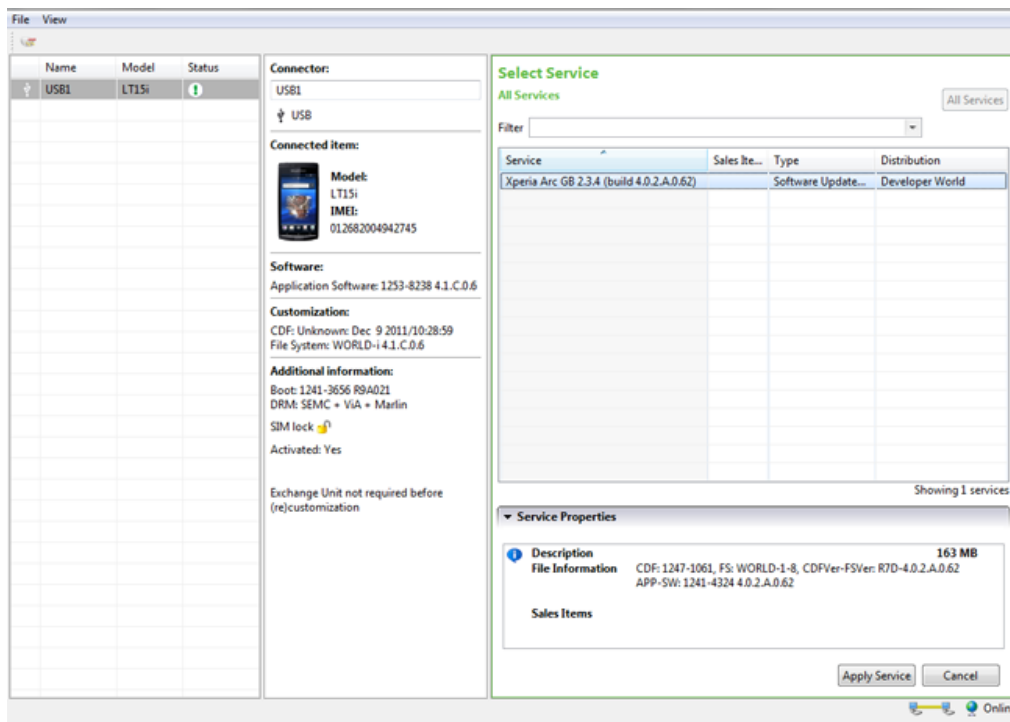 File View
Name Model Status
USB1 LT15i
Connector:
USB1
USB
Connected item:
Model:
LT15i
IMEI:
012682004942745
Software:
Application Software: 1253-8238 4.1.C.0.6
Customization:
CDF: Unknown: Dec 9 2011/10:28:59
File System: WORLD-i 4.1.C.0.6
Additional information:
Boot: 1241-3656 R9A021
DRM: SEMC + ViA + Marlin
SIM lock
Activated: Yes
Exchange Unit not required before
(re)customization
Select Service
All Services
All Services
Filter
Service Sales Ite... Type Distribution
Xperia Arc GB 2.3.4 (build 4.0.2.A.0.62) Software Update... Developer World
Showing 1 services
Service Properties
Description 163 MB
File Information CDF: 1247-1061, FS: WORLD-1-8, CDFVer-FSVer: R7D-4.0.2.A.0.62
APP-SW: 1241-4324 4.0.2.A.0.62
Sales Items
Apply Service Cancel
Onlin